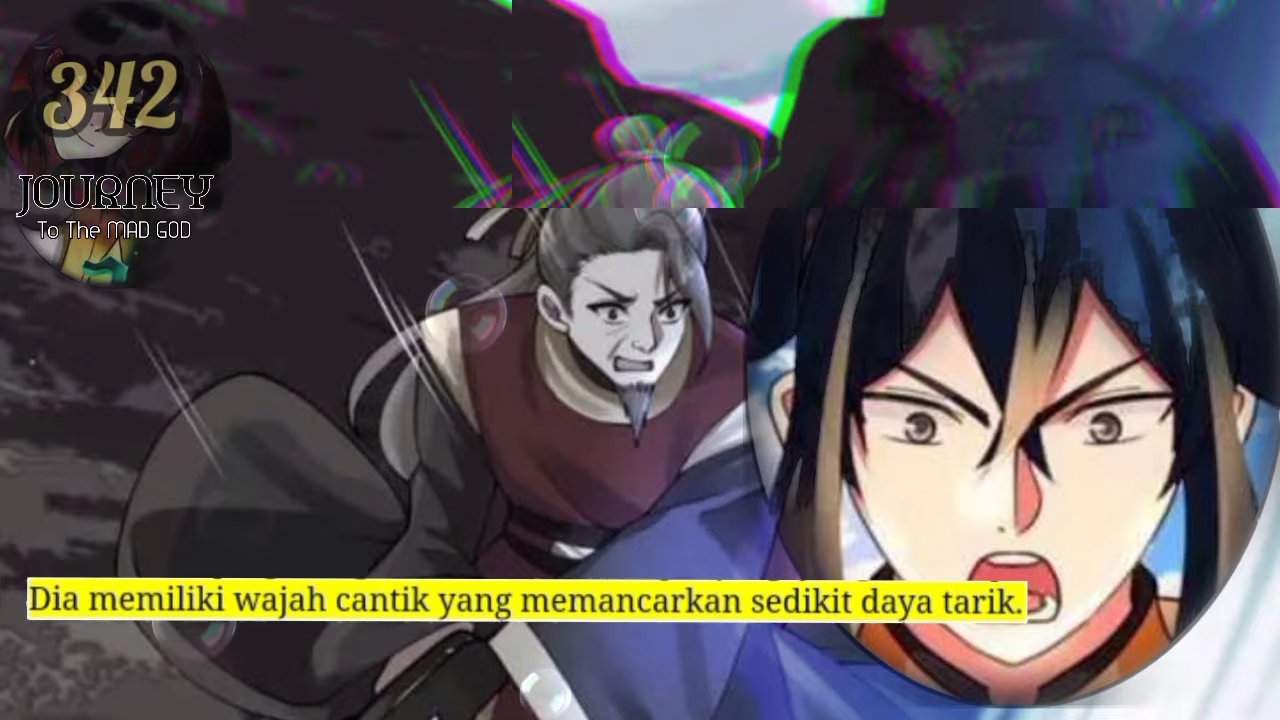 342
JOURNEY
To The MAD GOD
Dia memiliki wajah cantik yang memancarkan sedikit daya tarik.